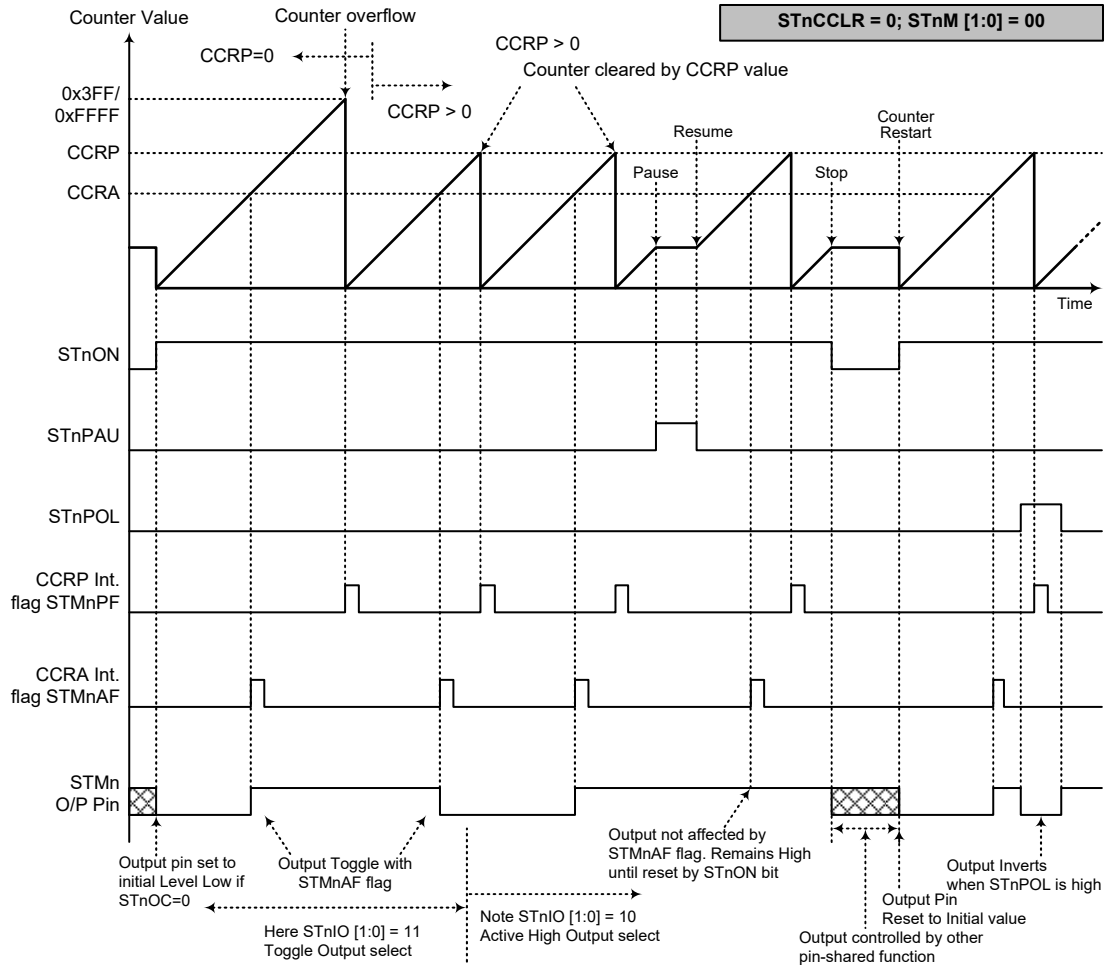 Counter Value
Counter overflow
STnCCLR = 0; STnM [1:0] = 00
CCRP=0
CCRP > 0
CCRP > 0
Counter cleared by CCRP value
0x3FF/
0xFFFF
CCRP
CCRA
Pause
Resume
Stop
Counter
Restart
Time
STnON
STnPAU
STnPOL
CCRP Int.
flag STMnPF
CCRA Int.
flag STMnAF
STMn
O/P Pin
Output pin set to
initial Level Low if
STnOC=0
Output Toggle with
STMnAF flag
Output not affected by
STMnAF flag. Remains High
until reset by STnON bit
Output Inverts
when STnPOL is high
Here STnIO [1:0] = 11
Toggle Output select
Note STnIO [1:0] = 10
Active High Output select
Output Pin
Reset to Initial value
Output controlled by other
pin-shared function